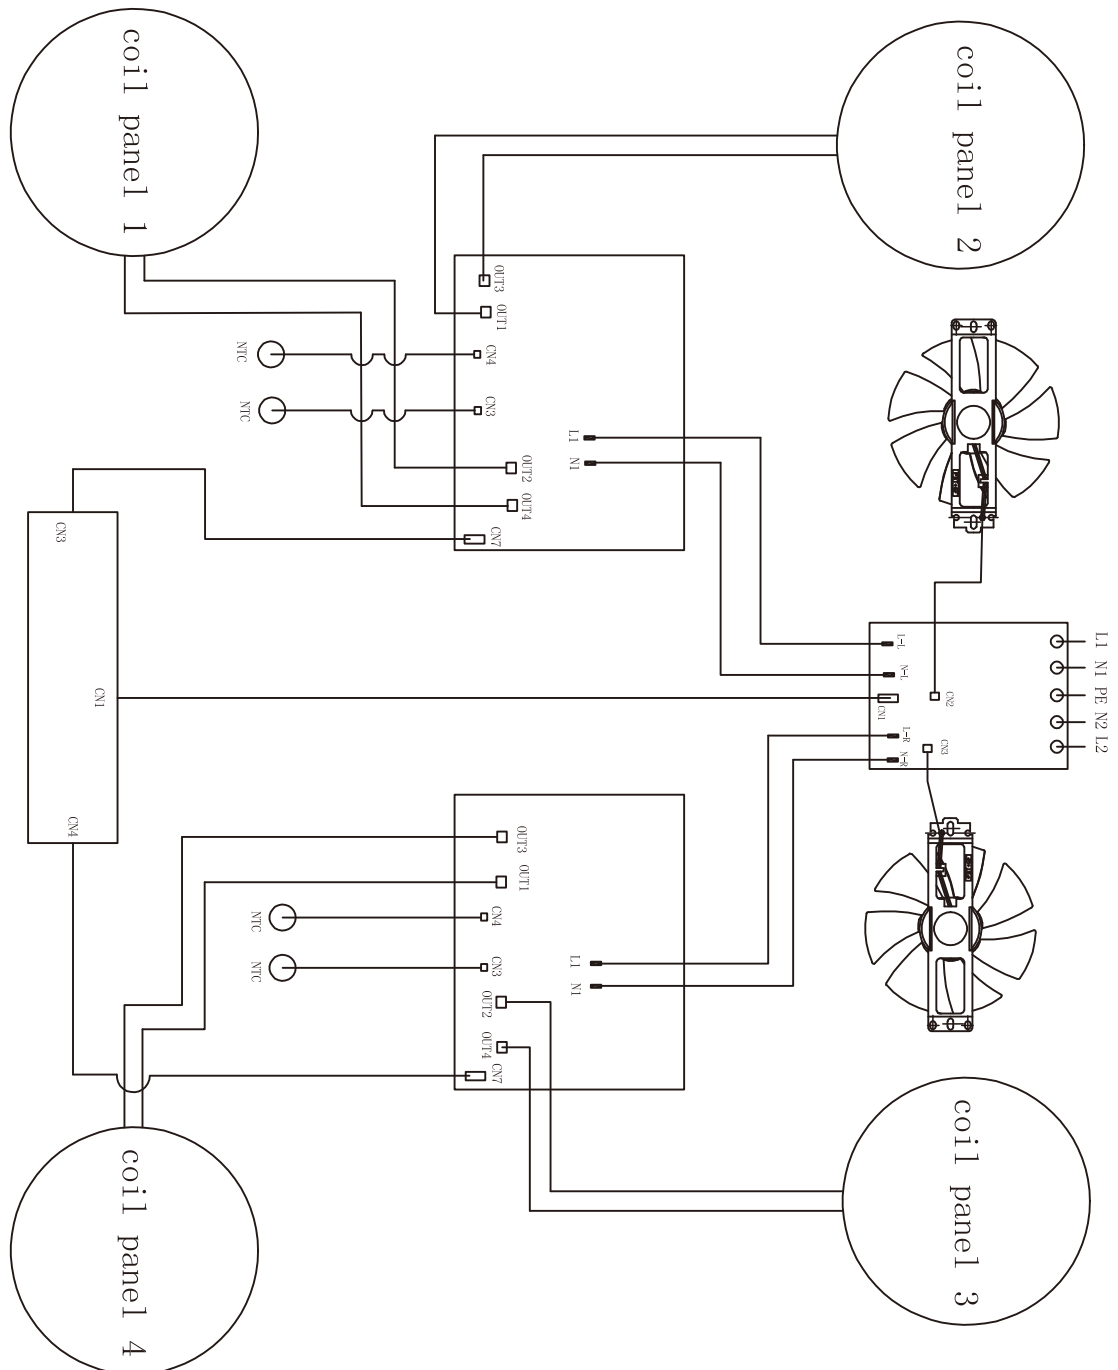 coil panel 1
coil panel 2
OUT3
OUT1
NTC
CN4
NTC
CN3
L1
N1
OUT2
OUT4
CN7
CN3
CN1
CN4
L-L
N-L
CN1
CN2
L-R
CN3
N-R
L1
N1
PE
N2
L2
OUT3
OUT1
NTC
CN4
NTC
CN3
L1
N1
OUT2
OUT4
CN7
coil panel 3
coil panel 4